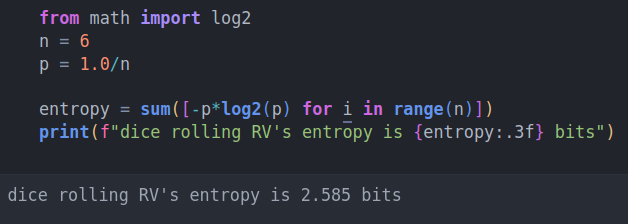 from math import log2
n = 6
p = 1.0/n
entropy = sum([-p*log2(p) for i in range(n)])
print(f"dice rolling RV's entropy is {entropy:.3f} bits")
dice rolling RV's entropy is 2.585 bits